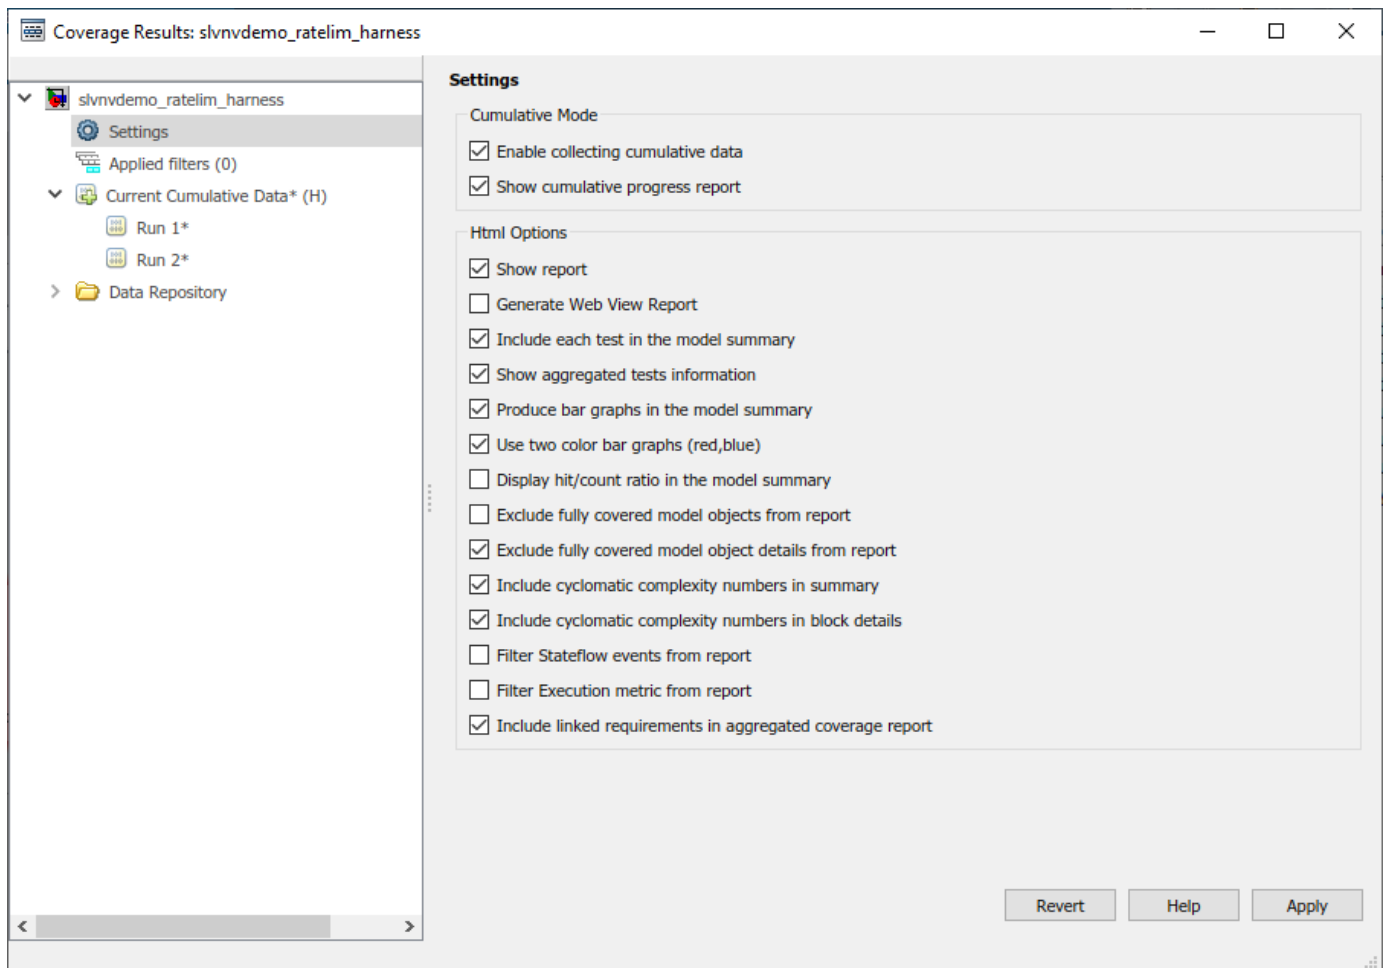 Coverage Results: slvnvdemo_ratelim_harness
slvnvdemo_ratelim_harness
Settings
Applied filters (0)
Current Cumulative Data* (H)
Run 1*
Run 2*
Data Repository
Settings
Cumulative Mode
Enable collecting cumulative data
Show cumulative progress report
Html Options
Show report
Generate Web View Report
Include each test in the model summary
Show aggregated tests information
Produce bar graphs in the model summary
Use two color bar graphs (red,blue)
Display hit/count ratio in the model summary
Exclude fully covered model objects from report
Exclude fully covered model object details from report
Include cyclomatic complexity numbers in summary
Include cyclomatic complexity numbers in block details
Filter Stateflow events from report
Filter Execution metric from report
Include linked requirements in aggregated coverage report
Revert
Help
Apply